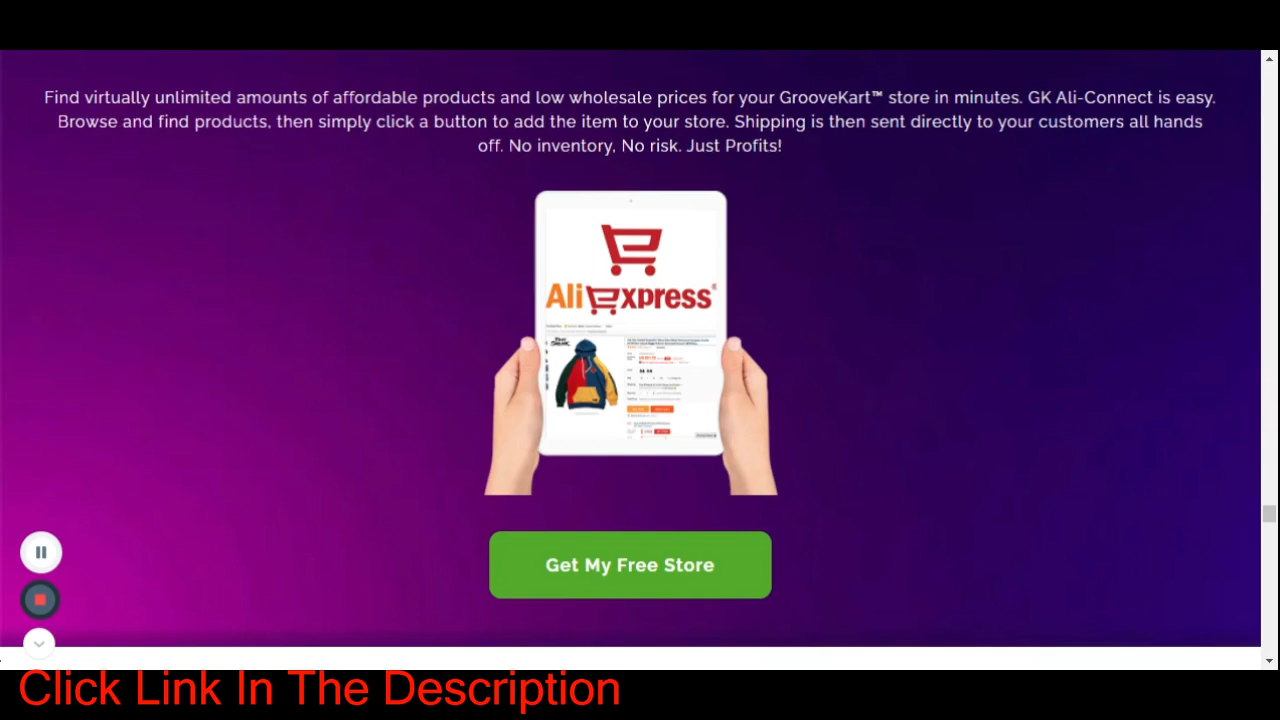 Find virtually unlimited amounts of affordable products and low wholesale prices for your GrooveKart™ store in minutes. GK Ali-Connect is easy.
Browse and find products, then simply click a button to add the item to your store. Shipping is then sent directly to your customers all hands
off. No inventory, No risk. Just Profits!
AliExpress
Get My Free Store
Click Link In The Description